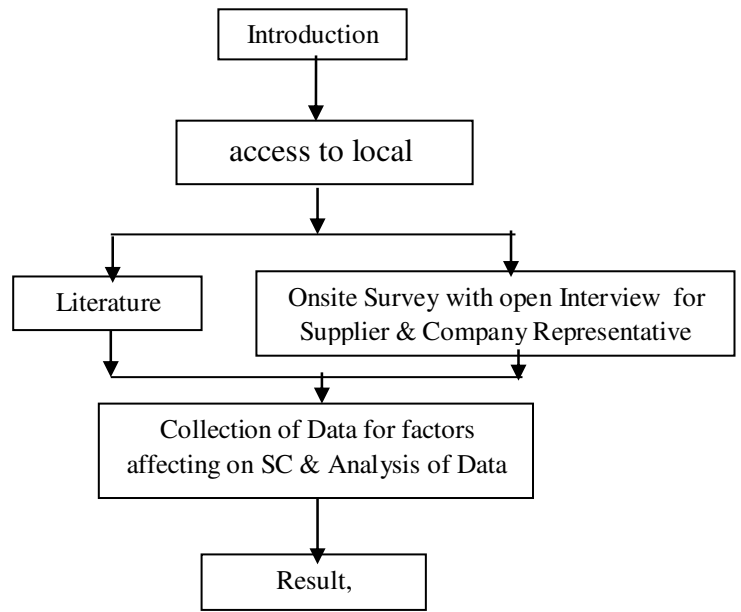 Introduction
access to local
Literature
Onsite Survey with open Interview for
Supplier & Company Representative
Collection of Data for factors
affecting on SC & Analysis of Data
Result,